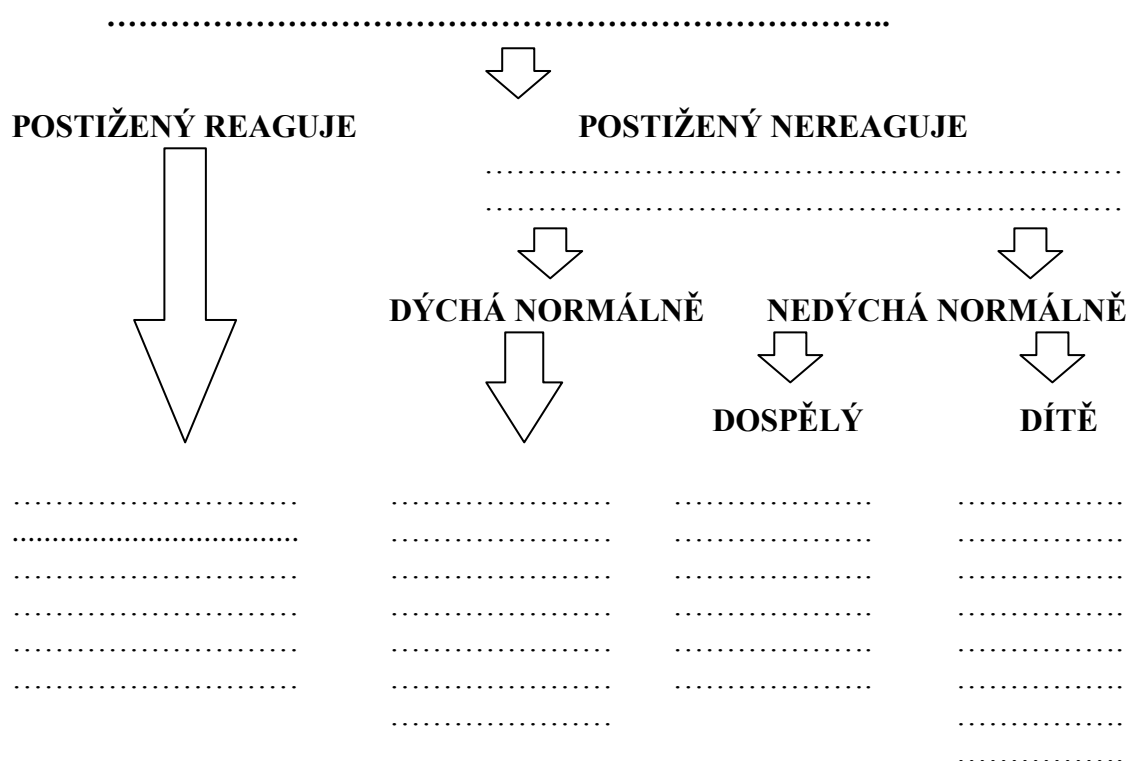 ……………………………………………………………………..
POSTIŽENÝ REAGUJE POSTIŽENÝ NEREAGUJE
……………………………………………………
……………………………………………………
DÝCHÁ NORMÁLNĚ NEDÝCHÁ NORMÁLNĚ
DOSPĚLÝ DÍTĚ
……………………… ………………… ………………. …………….
……………………… ………………… ………………. …………….
……………………… ………………… ………………. …………….
……………………… ………………… ………………. …………….
……………………… ………………… ………………. …………….
……………………… ………………… ………………. …………….
………………… …………….
…………….